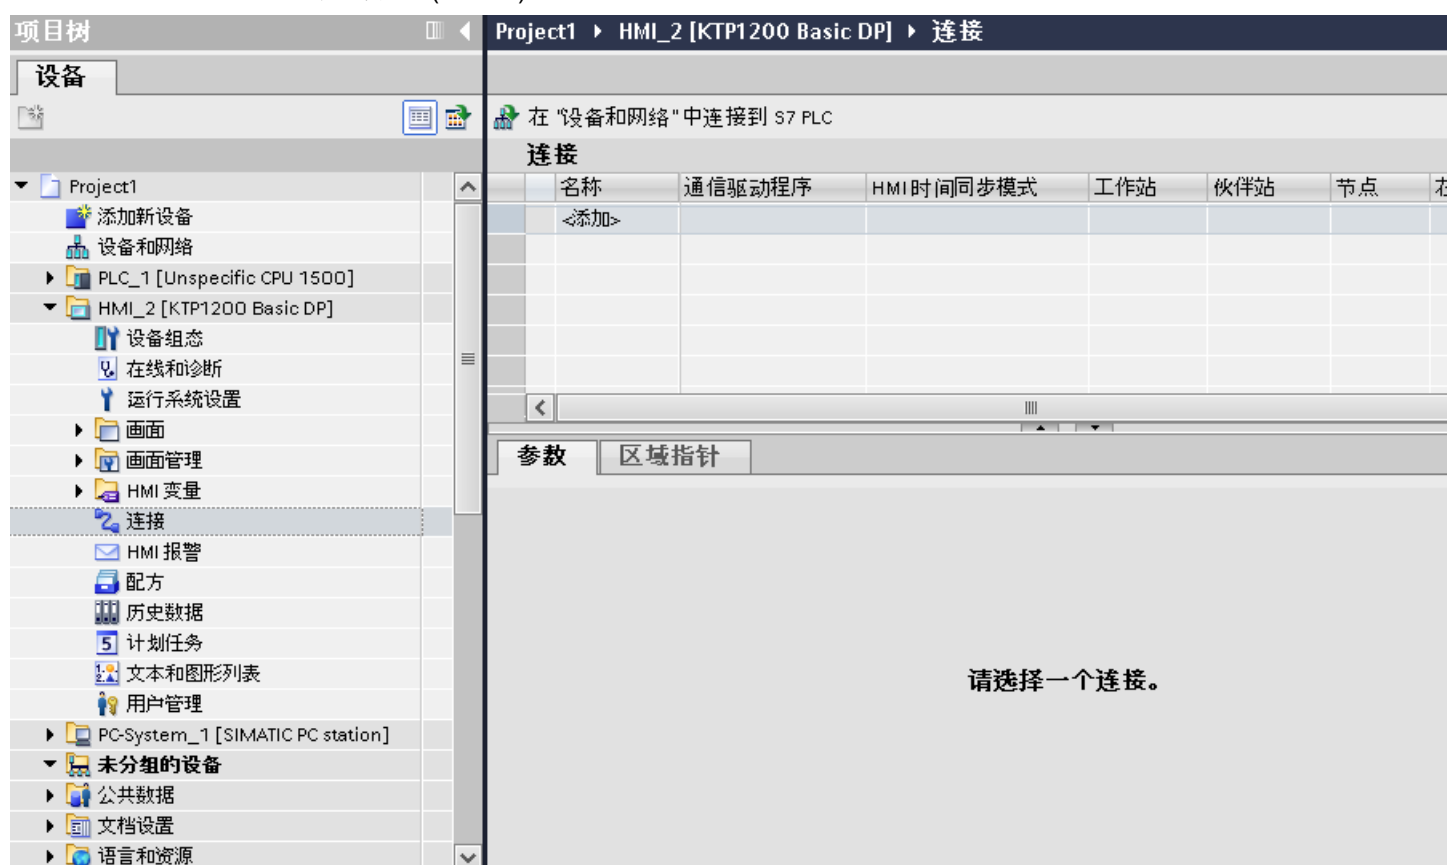 项目树
设备
Project1
添加新设备
设备和网络
PLC_1 [Unspecific CPU 1500]
HMI_2 [KTP1200 Basic DP]
设备组态
在线和诊断
运行系统设置
画面
画面管理
HMI 变量
连接
HMI 报警
配方
历史数据
计划任务
文本和图形列表
用户管理
PC-System_1 [SIMATIC PC station]
未分组的设备
公共数据
文档设置
语言和资源
Project1 ▸ HMI_2 [KTP1200 Basic DP] ▸ 连接
在 "设备和网络" 中连接到 S7 PLC
连接
名称 通信驱动程序 HMI 时间同步模式 工作站 伙伴站 节点
<添加>
参数 区域指针
请选择一个连接。